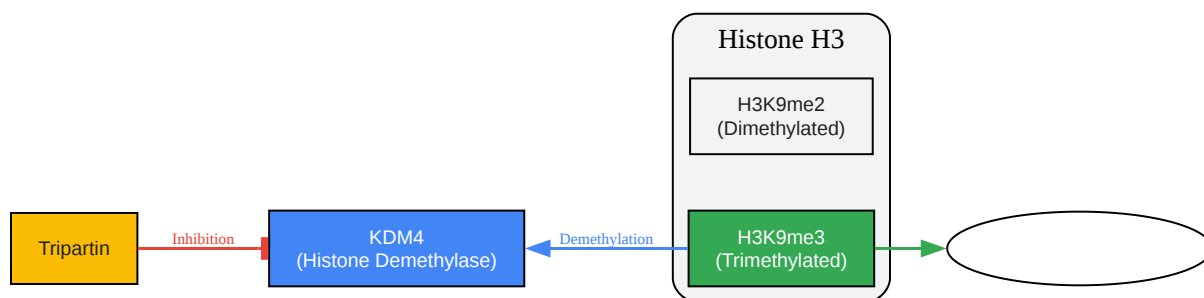 Histone H3
H3K9me2
(Dimethylated)
Tripartin
Inhibition
KDM4
(Histone Demethylase)
Demethylation
H3K9me3
(Trimethylated)